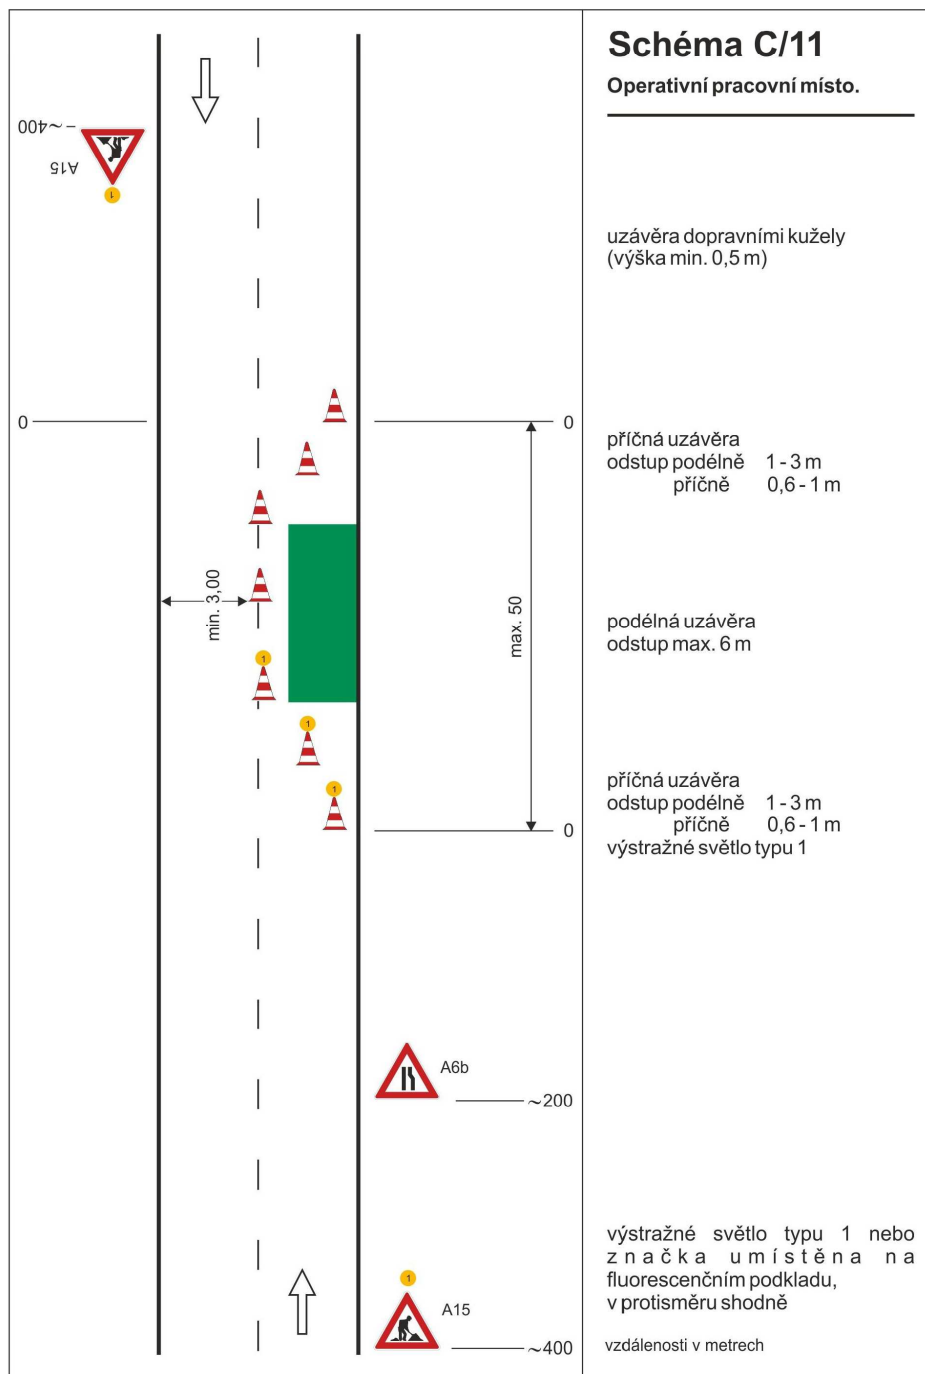 Schéma C/11
Operativní pracovní místo.
~400
A15
1
uzávěra dopravními kužely
(výška min. 0,5 m)
0
0
příčná uzávěra
odstup podélně 1 - 3 m
příčně 0,6 - 1 m
min. 3,00
max. 50
podélná uzávěra
odstup max. 6 m
1
1
1
příčná uzávěra
odstup podélně 1 - 3 m
příčně 0,6 - 1 m
výstražné světlo typu 1
0
A6b
~200
výstražné světlo typu 1 nebo
značka umístěna na
fluorescenčním podkladu,
v protisměru shodně
1
A15
~400
vzdálenosti v metrech